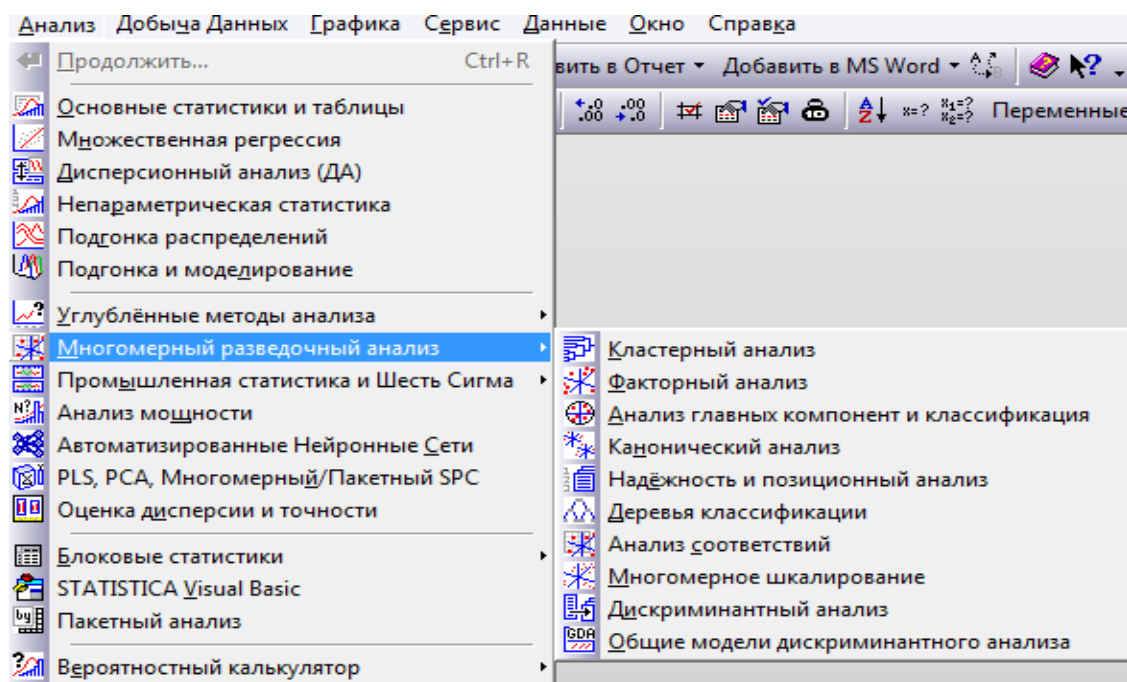 Анализ Добыча Данных Графика Сервис Данные Окно Справка
Продолжить... Ctrl+R
вить в Отчет Добавить в MS Word
Основные статистики и таблицы
Множественная регрессия
Дисперсионный анализ (ДА)
Непараметрическая статистика
Подгонка распределений
Подгонка и моделирование
Углублённые методы анализа
Многомерный разведочный анализ
Промышленная статистика и Шесть Сигма
Анализ мощности
Автоматизированные Нейронные Сети
PLS, PCA, Многомерный/Пакетный SPC
Оценка дисперсии и точности
Блоковые статистики
STATISTICA Visual Basic
Пакетный анализ
Вероятностный калькулятор
x=? x1=? x2=? Переменные
Кластерный анализ
Факторный анализ
Анализ главных компонент и классификация
Канонический анализ
Надёжность и позиционный анализ
Деревья классификации
Анализ соответствий
Многомерное шкалирование
Дискриминантный анализ
GDA Общие модели дискриминантного анализа